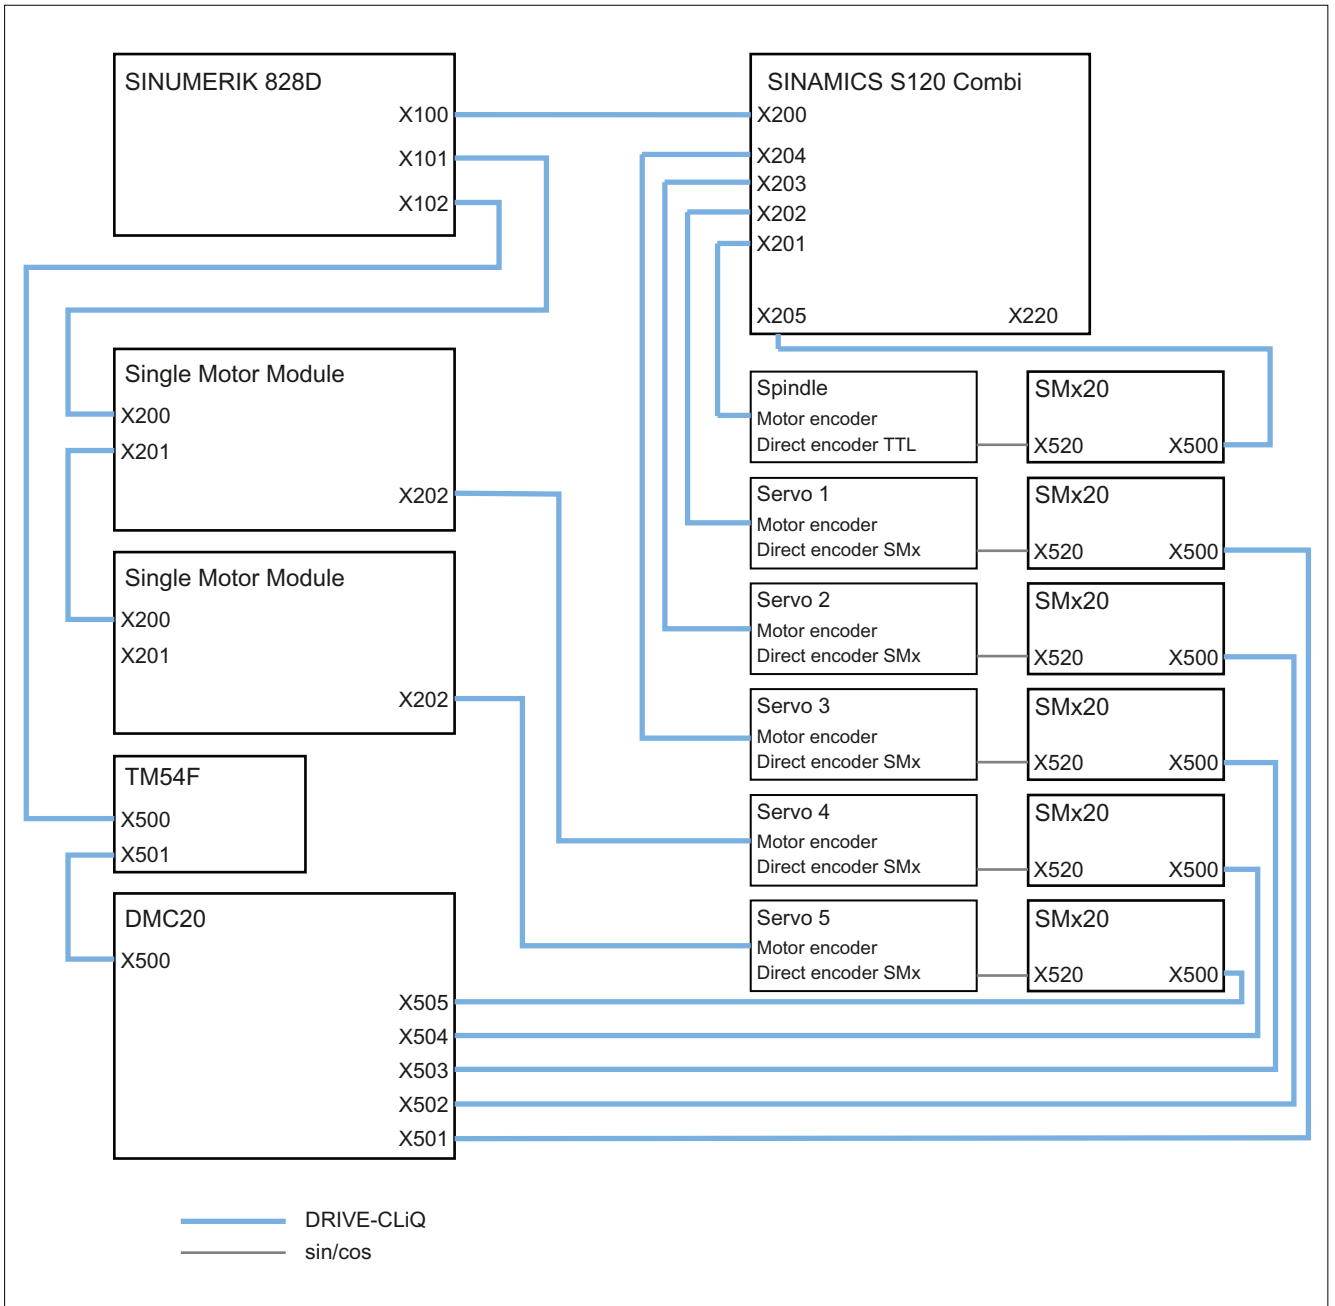 SINUMERIK 828D
X100
X101
X102
SINAMICS S120 Combi
X200
X204
X203
X202
X201
X205 X220
Single Motor Module
X200
X201
X202
Single Motor Module
X200
X201
X202
TM54F
X500
X501
DMC20
X500
X505
X504
X503
X502
X501
Spindle
Motor encoder
Direct encoder TTL
SMx20
X520 X500
Servo 1
Motor encoder
Direct encoder SMx
SMx20
X520 X500
Servo 2
Motor encoder
Direct encoder SMx
SMx20
X520 X500
Servo 3
Motor encoder
Direct encoder SMx
SMx20
X520 X500
Servo 4
Motor encoder
Direct encoder SMx
SMx20
X520 X500
Servo 5
Motor encoder
Direct encoder SMx
SMx20
X520 X500
DRIVE-CLiQ
sin/cos